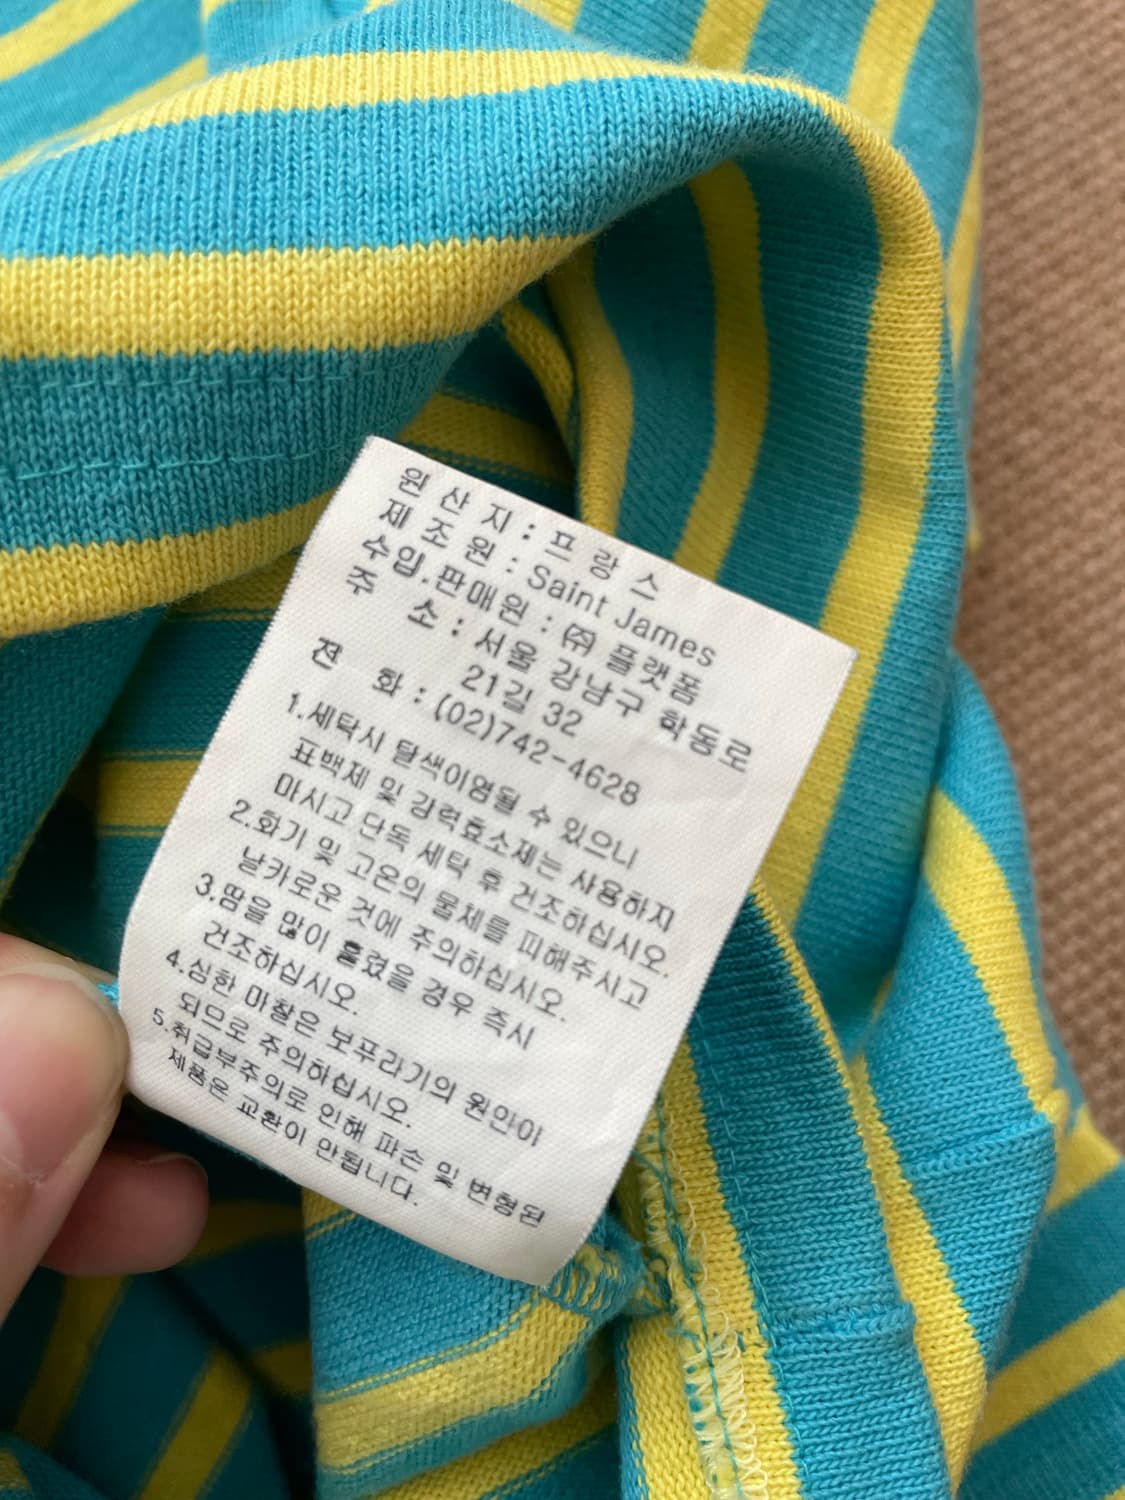 원 산 지 : 프 랑 스
제 조 원 : Saint James
수입.판매원 : ㈜ 플랫폼
주 소 : 서울 강남구 학동로
21길 32
전 화 : (02)742-4628
1.세탁시 탈색이염될 수 있으니
표백제 및 강력효소제는 사용하지
마시고 단독 세탁 후 건조하십시오.
2.화기 및 고온의 물체를 피해주시고
날카로운 것에 주의하십시오.
3.땀을 많이 흘렸을 경우 즉시
건조하십시오.
4.심한 마찰은 보푸라기의 원인이
되므로 주의하십시오.
5.취급부주의로 인해 파손 및 변형된
제품은 교환이 안됩니다.